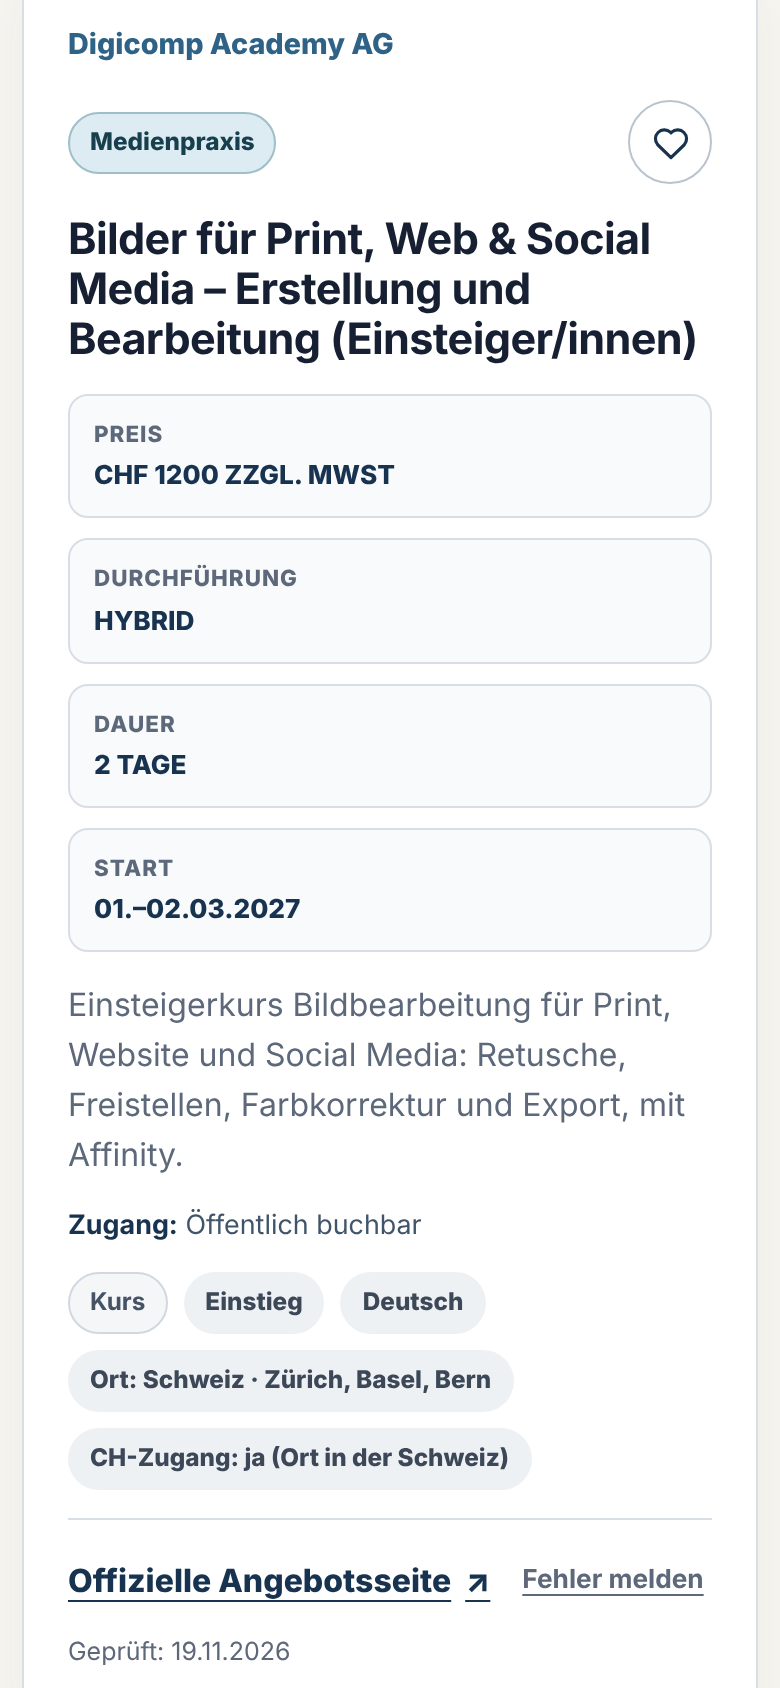 Digicomp Academy AG
Medienpraxis
Bilder für Print, Web & Social
Media – Erstellung und
Bearbeitung (Einsteiger/innen)
PREIS
CHF 1200 ZZGL. MWST
DURCHFÜHRUNG
HYBRID
DAUER
2 TAGE
START
01.–02.03.2027
Einsteigerkurs Bildbearbeitung für Print,
Website und Social Media: Retusche,
Freistellen, Farbkorrektur und Export, mit
Affinity.
Zugang: Öffentlich buchbar
Kurs Einstieg Deutsch
Ort: Schweiz · Zürich, Basel, Bern
CH-Zugang: ja (Ort in der Schweiz)
Offizielle Angebotsseite ↗ Fehler melden
Geprüft: 19.11.2026